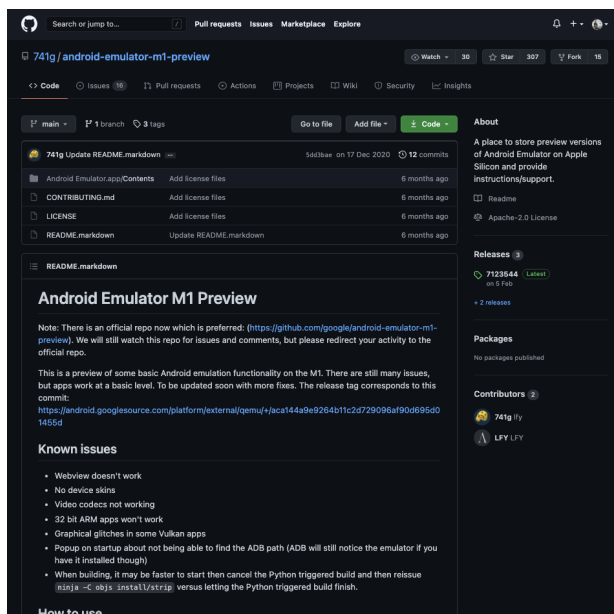 Search or jump to... /
Pull requests Issues Marketplace Explore
741g / android-emulator-m1-preview
Watch 30 Star 307 Fork 15
Code Issues 16 Pull requests Actions Projects Wiki Security Insights
main 1 branch 3 tags Go to file Add file Code
741g Update README.markdown ... 5dd3bae on 17 Dec 2020 12 commits
Android Emulator.app/Contents Add license files 6 months ago
CONTRIBUTING.md Add license files 6 months ago
LICENSE Add license files 6 months ago
README.markdown Update README.markdown 6 months ago
README.markdown
Android Emulator M1 Preview
Note: There is an official repo now which is preferred: (https://github.com/google/android-emulator-m1-
preview). We will still watch this repo for issues and comments, but please redirect your activity to the
official repo.
This is a preview of some basic Android emulation functionality on the M1. There are still many issues,
but apps work at a basic level. To be updated soon with more fixes. The release tag corresponds to this
commit:
https://android.googlesource.com/platform/external/qemu/+/aca144a9e9264b11c2d729096af90d695d0
1455d
Known issues
• Webview doesn't work
• No device skins
• Video codecs not working
• 32 bit ARM apps won't work
• Graphical glitches in some Vulkan apps
• Popup on startup about not being able to find the ADB path (ADB will still notice the emulator if you
have it installed though)
• When building, it may be faster to start then cancel the Python triggered build and then reissue
ninja -C objs install/strip versus letting the Python triggered build finish.
How to use
About
A place to store preview versions
of Android Emulator on Apple
Silicon and provide
instructions/support.
Readme
Apache-2.0 License
Releases 3
7123544 Latest
on 5 Feb
+ 2 releases
Packages
No packages published
Contributors 2
741g lfy
LFY LFY